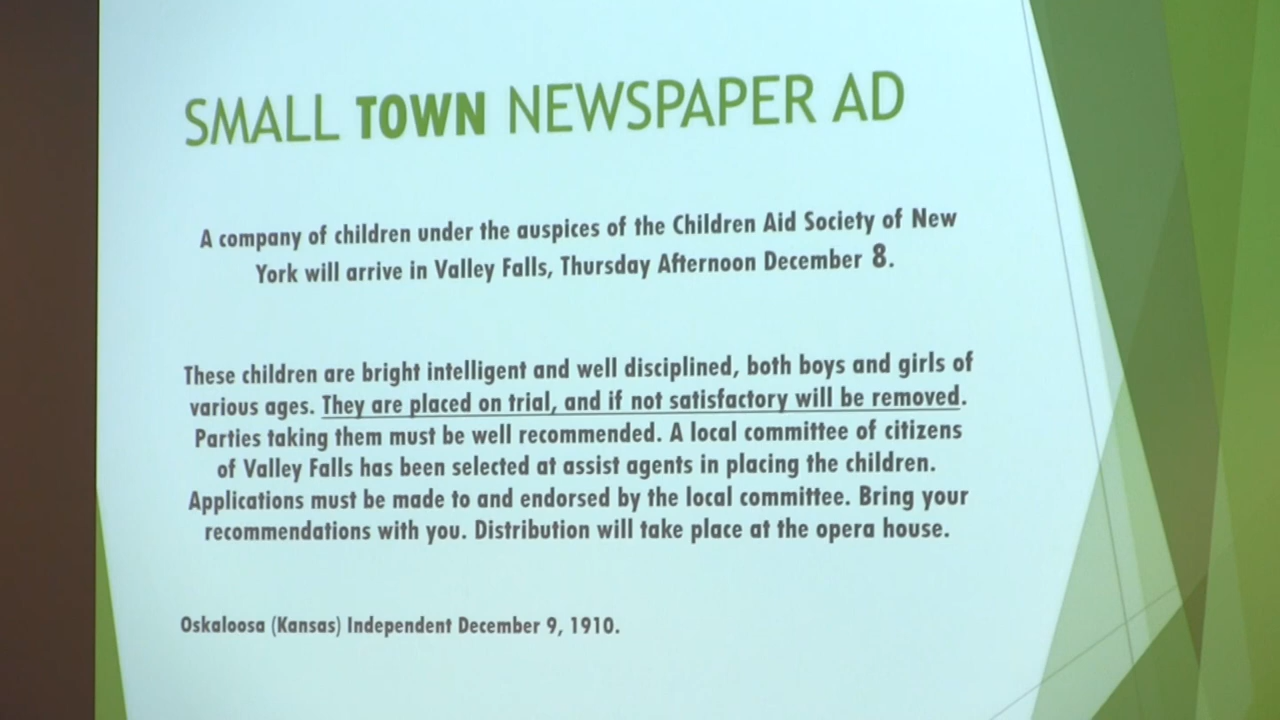 SMALL TOWN NEWSPAPER AD
A company of children under the auspices of the Children Aid Society of New
York will arrive in Valley Falls, Thursday Afternoon December 8.
These children are bright intelligent and well disciplined, both boys and girls of
various ages. They are placed on trial, and if not satisfactory will be removed.
Parties taking them must be well recommended. A local committee of citizens
of Valley Falls has been selected at assist agents in placing the children.
Applications must be made to and endorsed by the local committee. Bring your
recommendations with you. Distribution will take place at the opera house.
Oskaloosa (Kansas) Independent December 9, 1910.